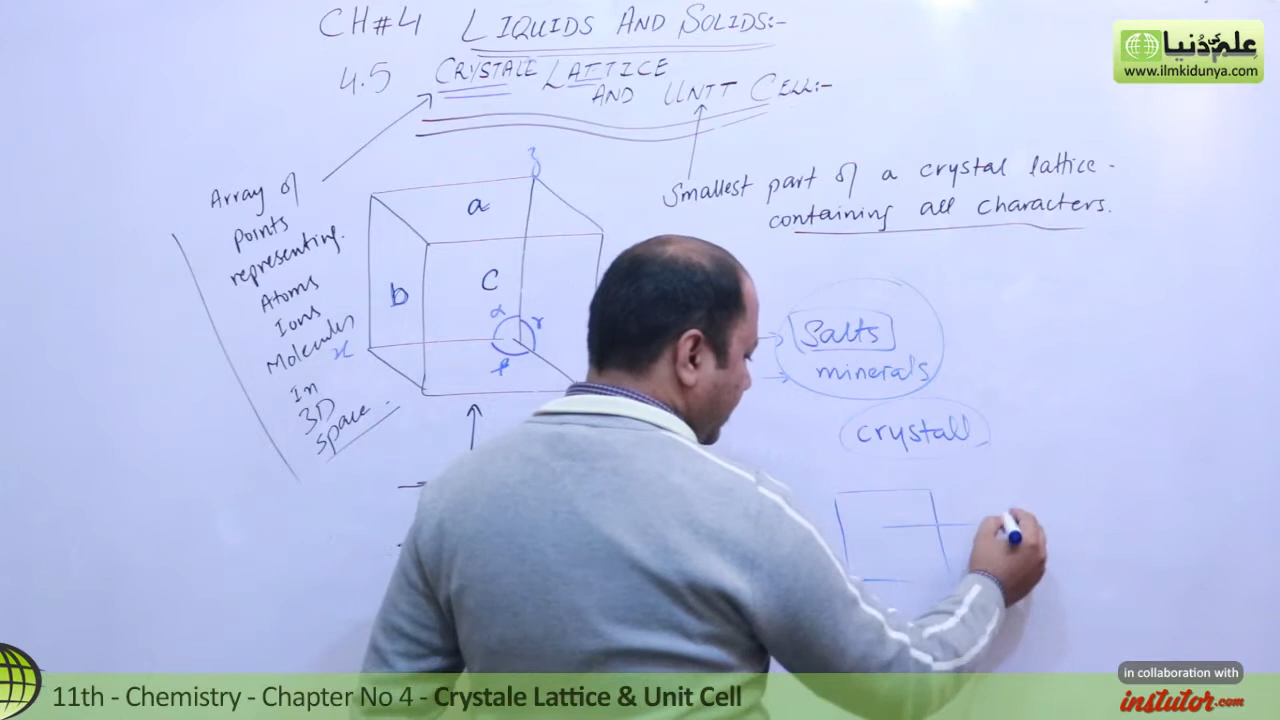 CH#4 LIQUIDS AND SOLIDS:-
4.5 CRYSTALE LATTICE
AND UNIT CELL:-
علم کی دُنیا
www.ilmkidunya.com
Array of
Points
representing.
Atoms
Ions
Molecules
In
3D
space.
Smallest part of a crystal lattice.
containing all characters.
z
a
b
c
α
γ
β
x
Salts
minerals
crystall
in collaboration with
instutor.com
11th - Chemistry - Chapter No 4 - Crystale Lattice & Unit Cell